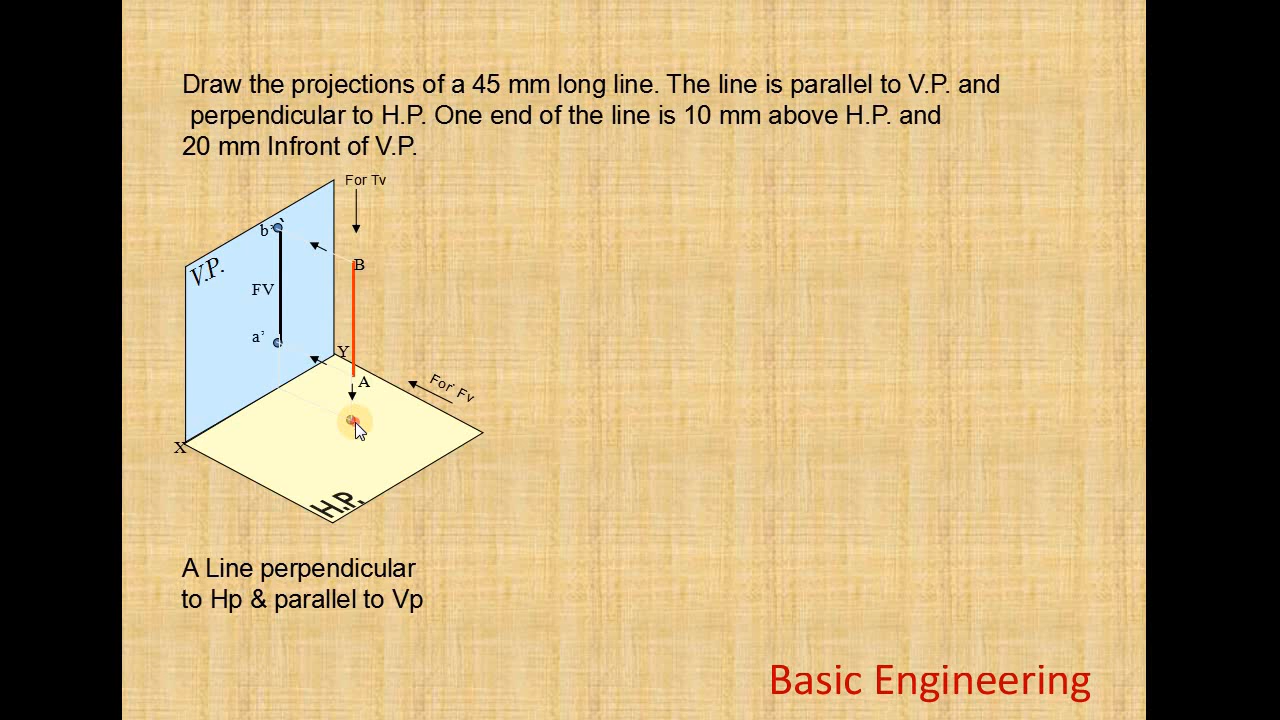 Draw the projections of a 45 mm long line. The line is parallel to V.P. and
perpendicular to H.P. One end of the line is 10 mm above H.P. and
20 mm Infront of V.P.
For Tv
b'
V.P.
B
FV
a'
Y
A
For Fv
X
H.P.
A Line perpendicular
to Hp & parallel to Vp
Basic Engineering